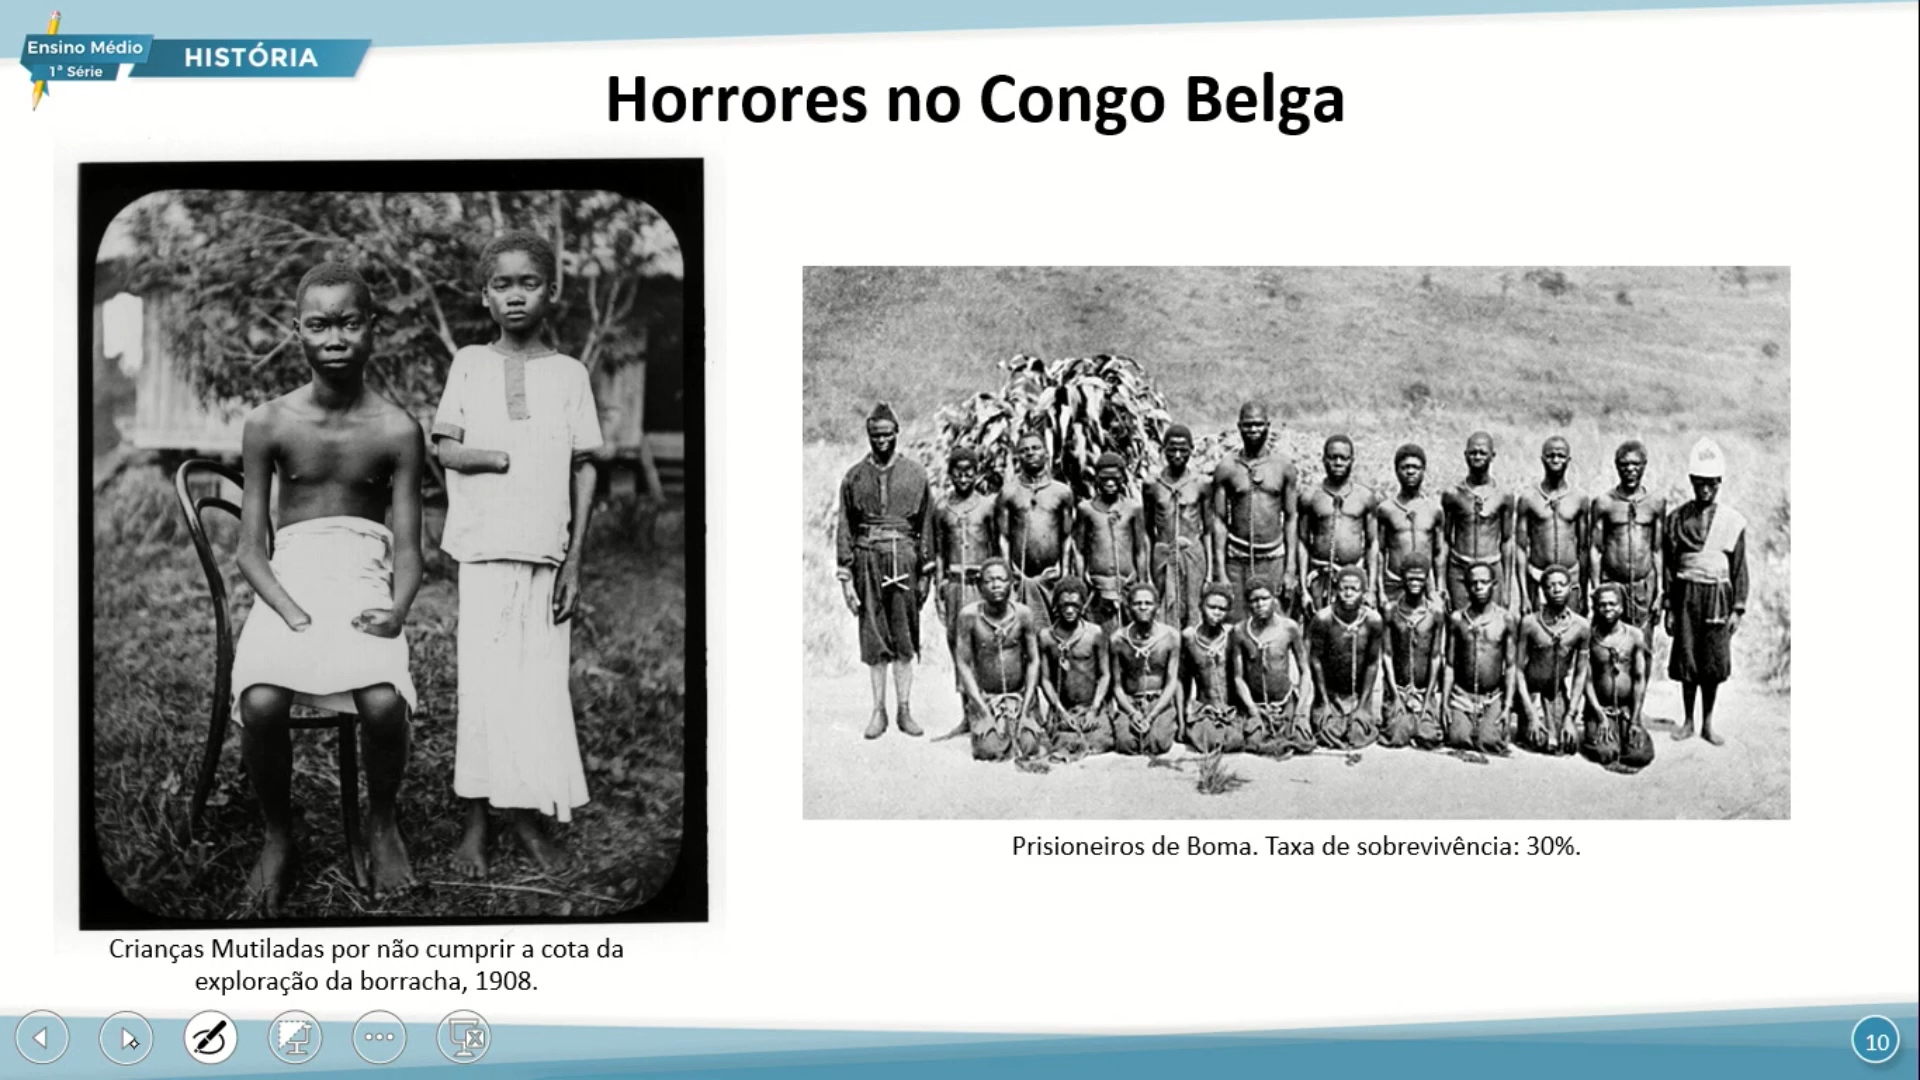 Ensino Médio
1ª Série
HISTÓRIA
Horrores no Congo Belga
Prisioneiros de Boma. Taxa de sobrevivência: 30%.
Crianças Mutiladas por não cumprir a cota da
exploração da borracha, 1908.
10